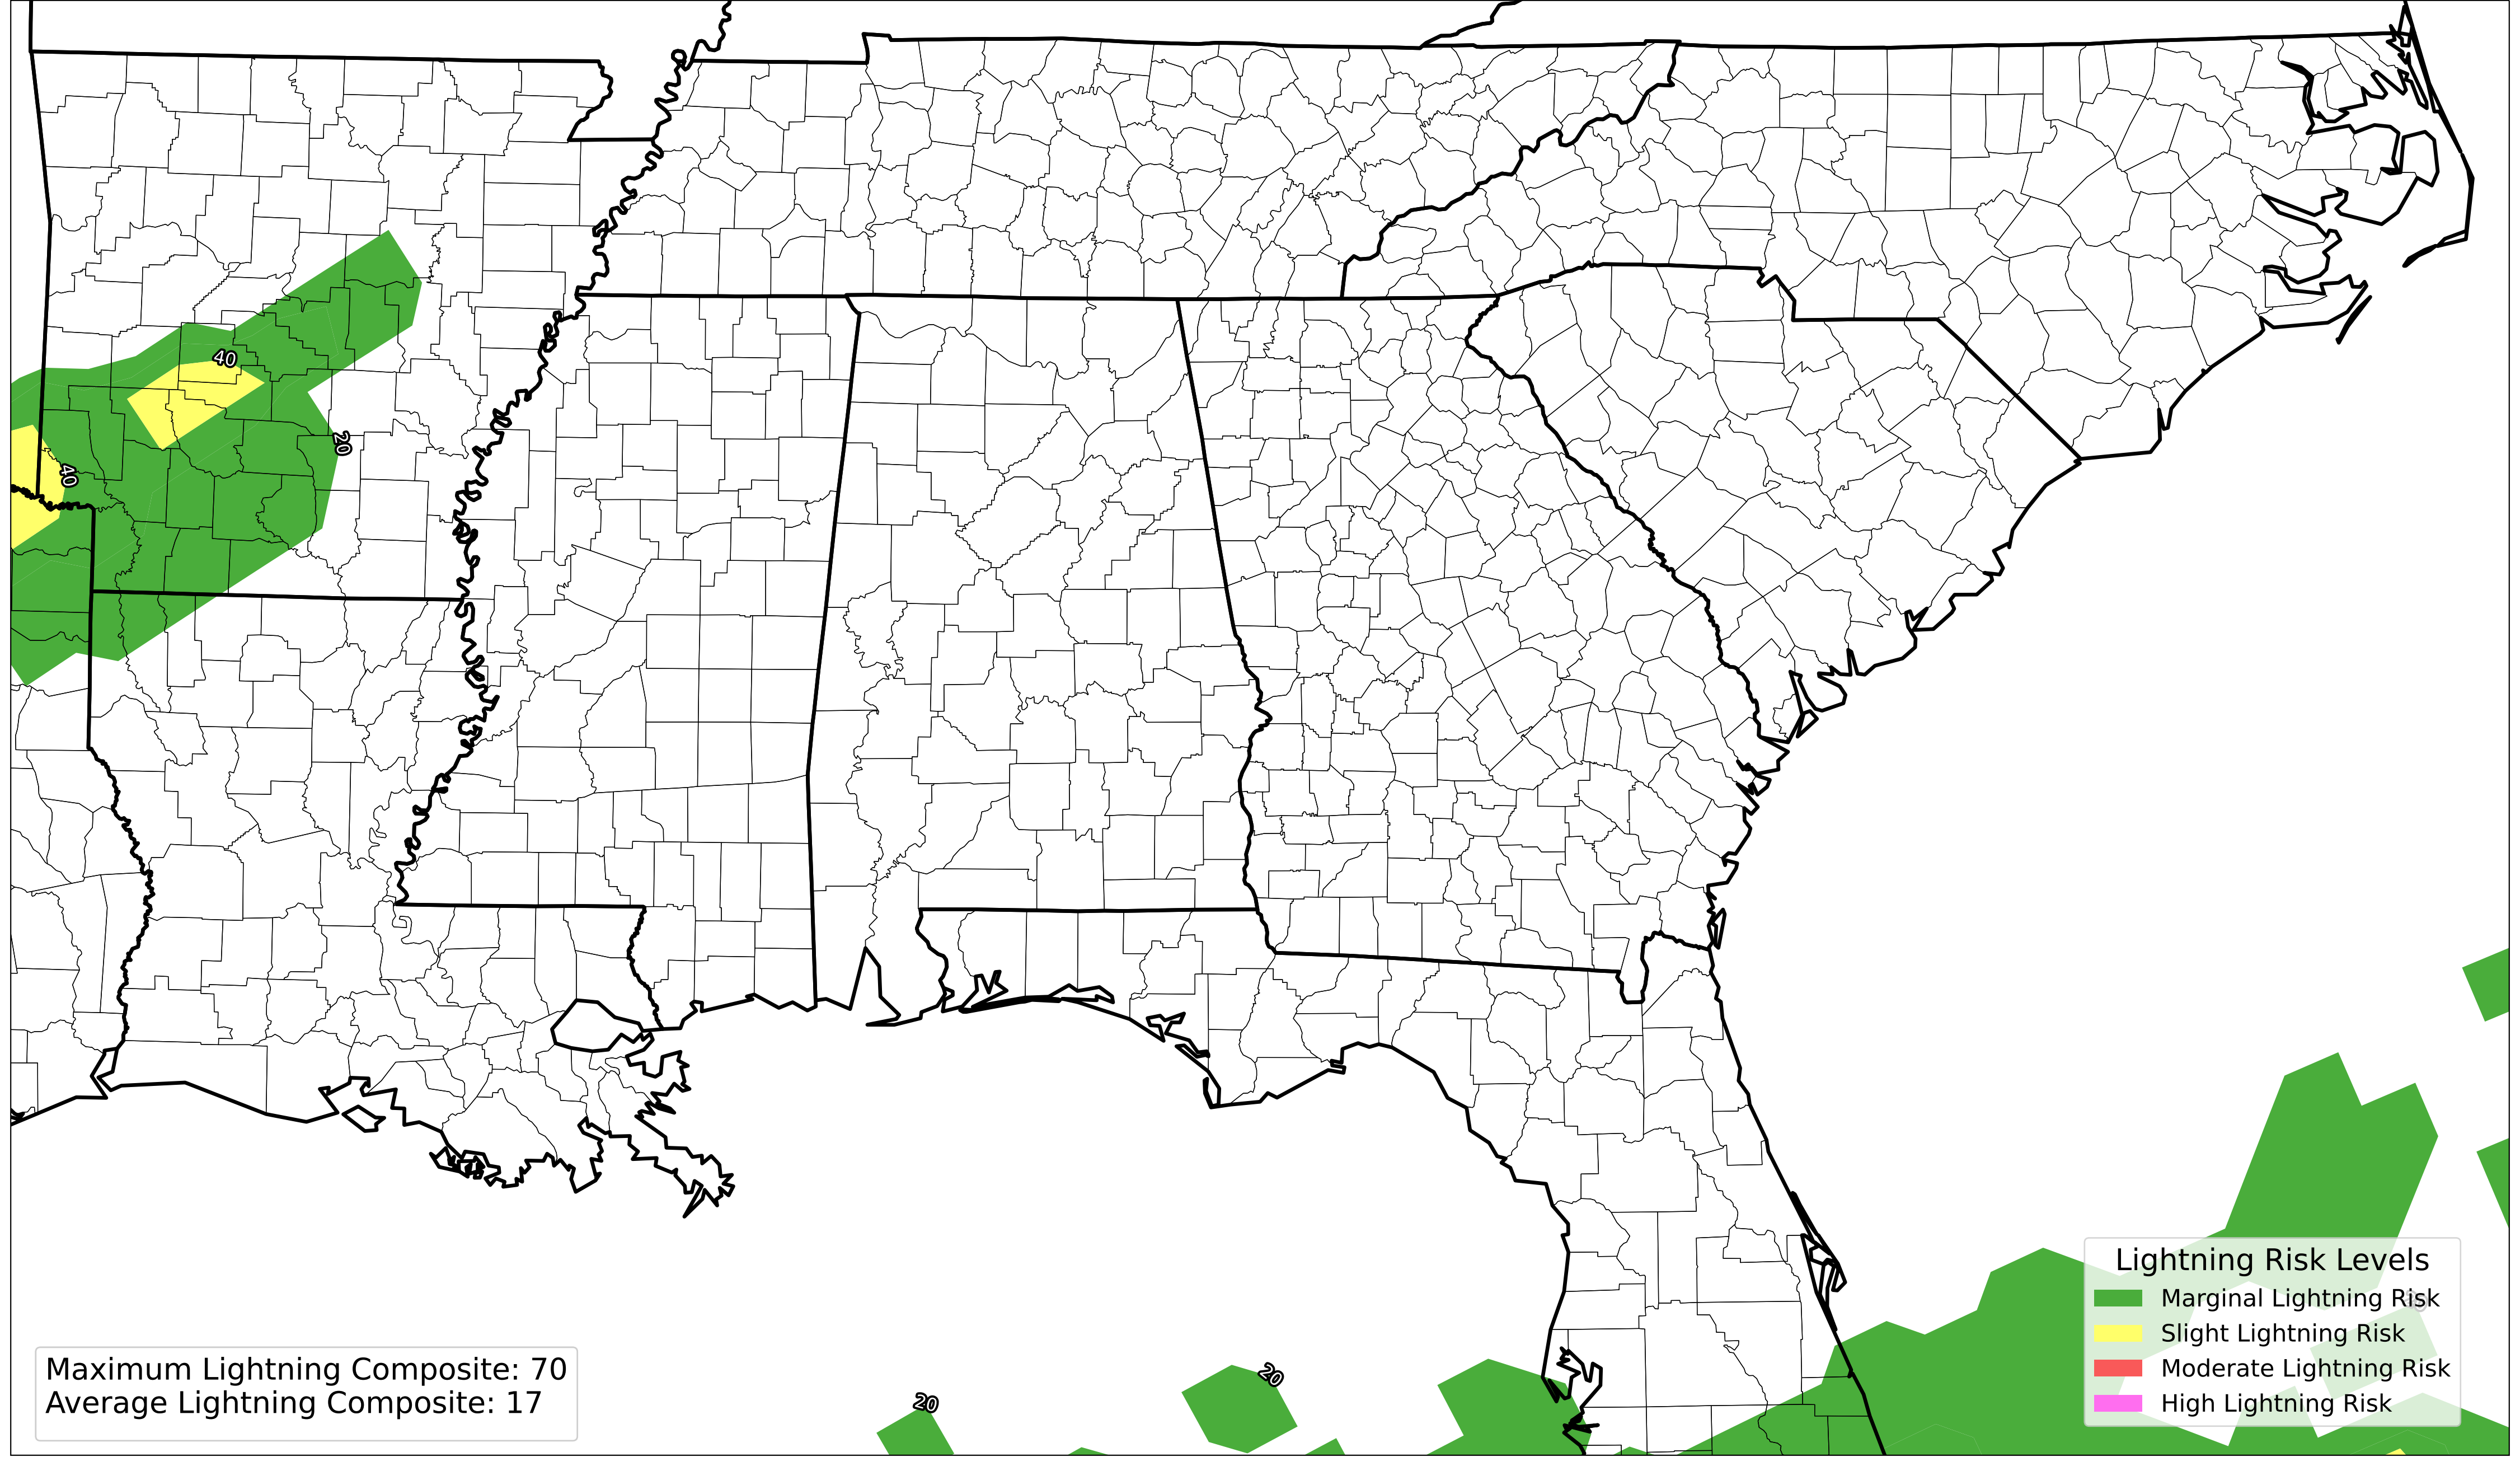 40
20
40
20
20
Lightning Risk Levels
Marginal Lightning Risk
Slight Lightning Risk
Moderate Lightning Risk
High Lightning Risk
Maximum Lightning Composite: 70
Average Lightning Composite: 17